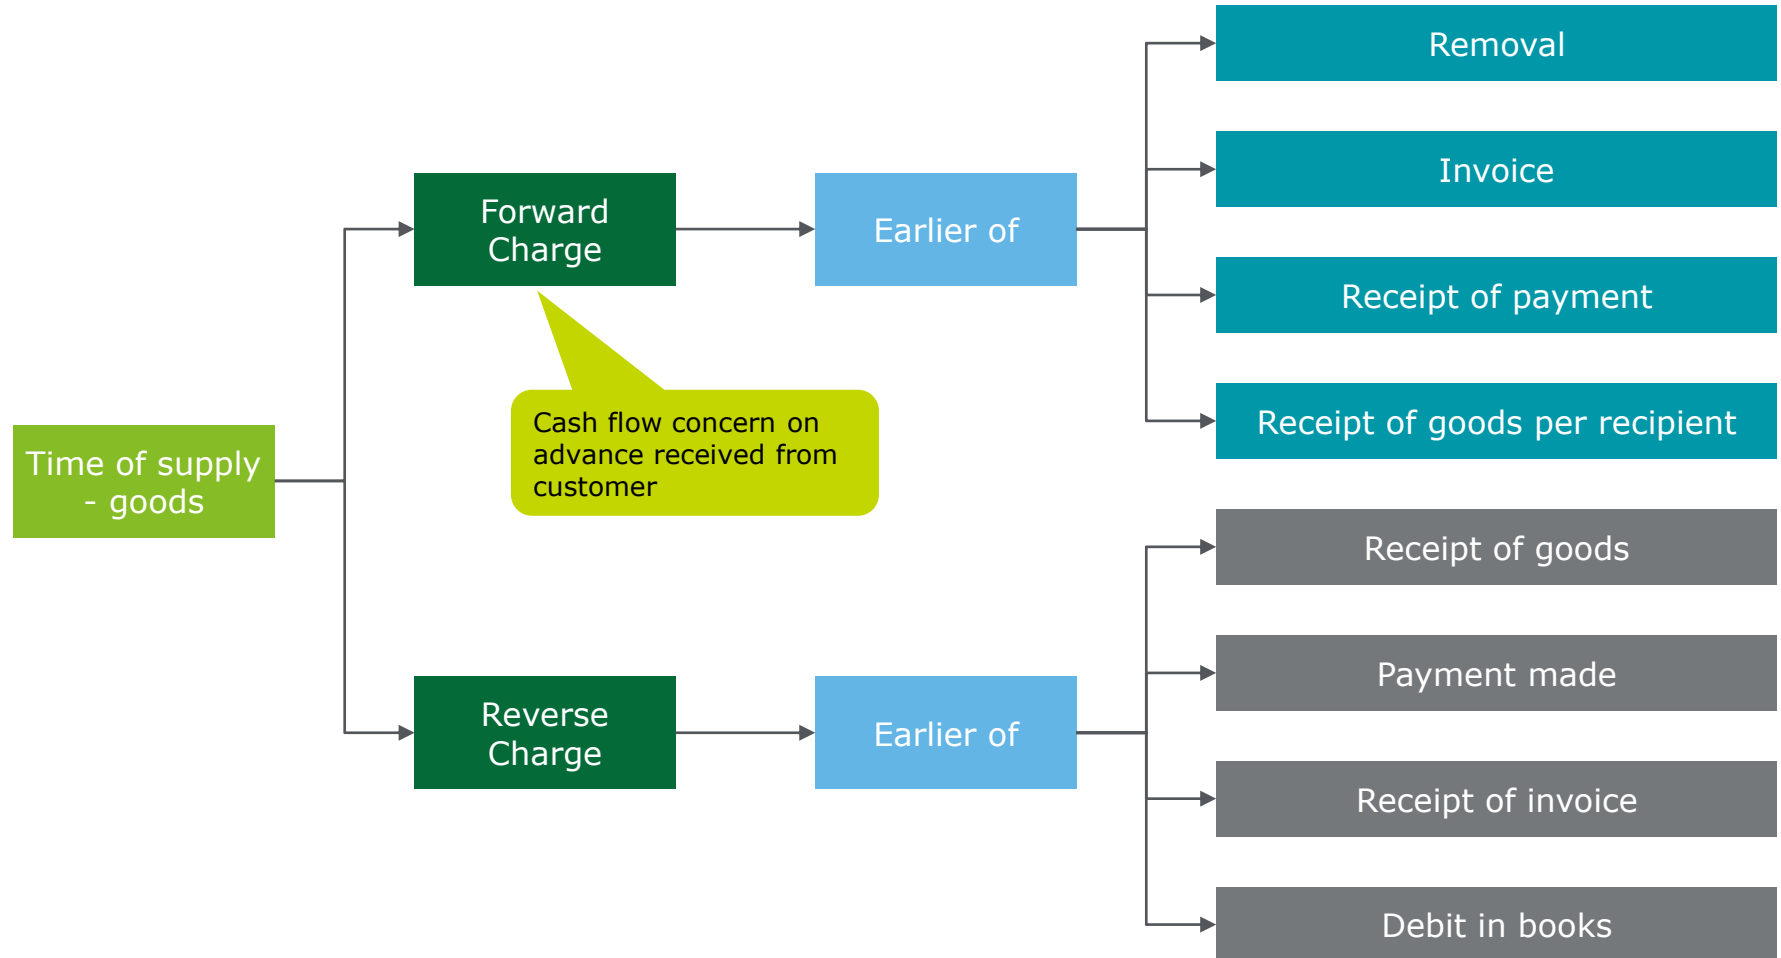 Removal
Invoice
Forward
Charge
Earlier of
Receipt of payment
Receipt of goods per recipient
Cash flow concern on
advance received from
customer
Time of supply
- goods
Receipt of goods
Payment made
Reverse
Charge
Earlier of
Receipt of invoice
Debit in books